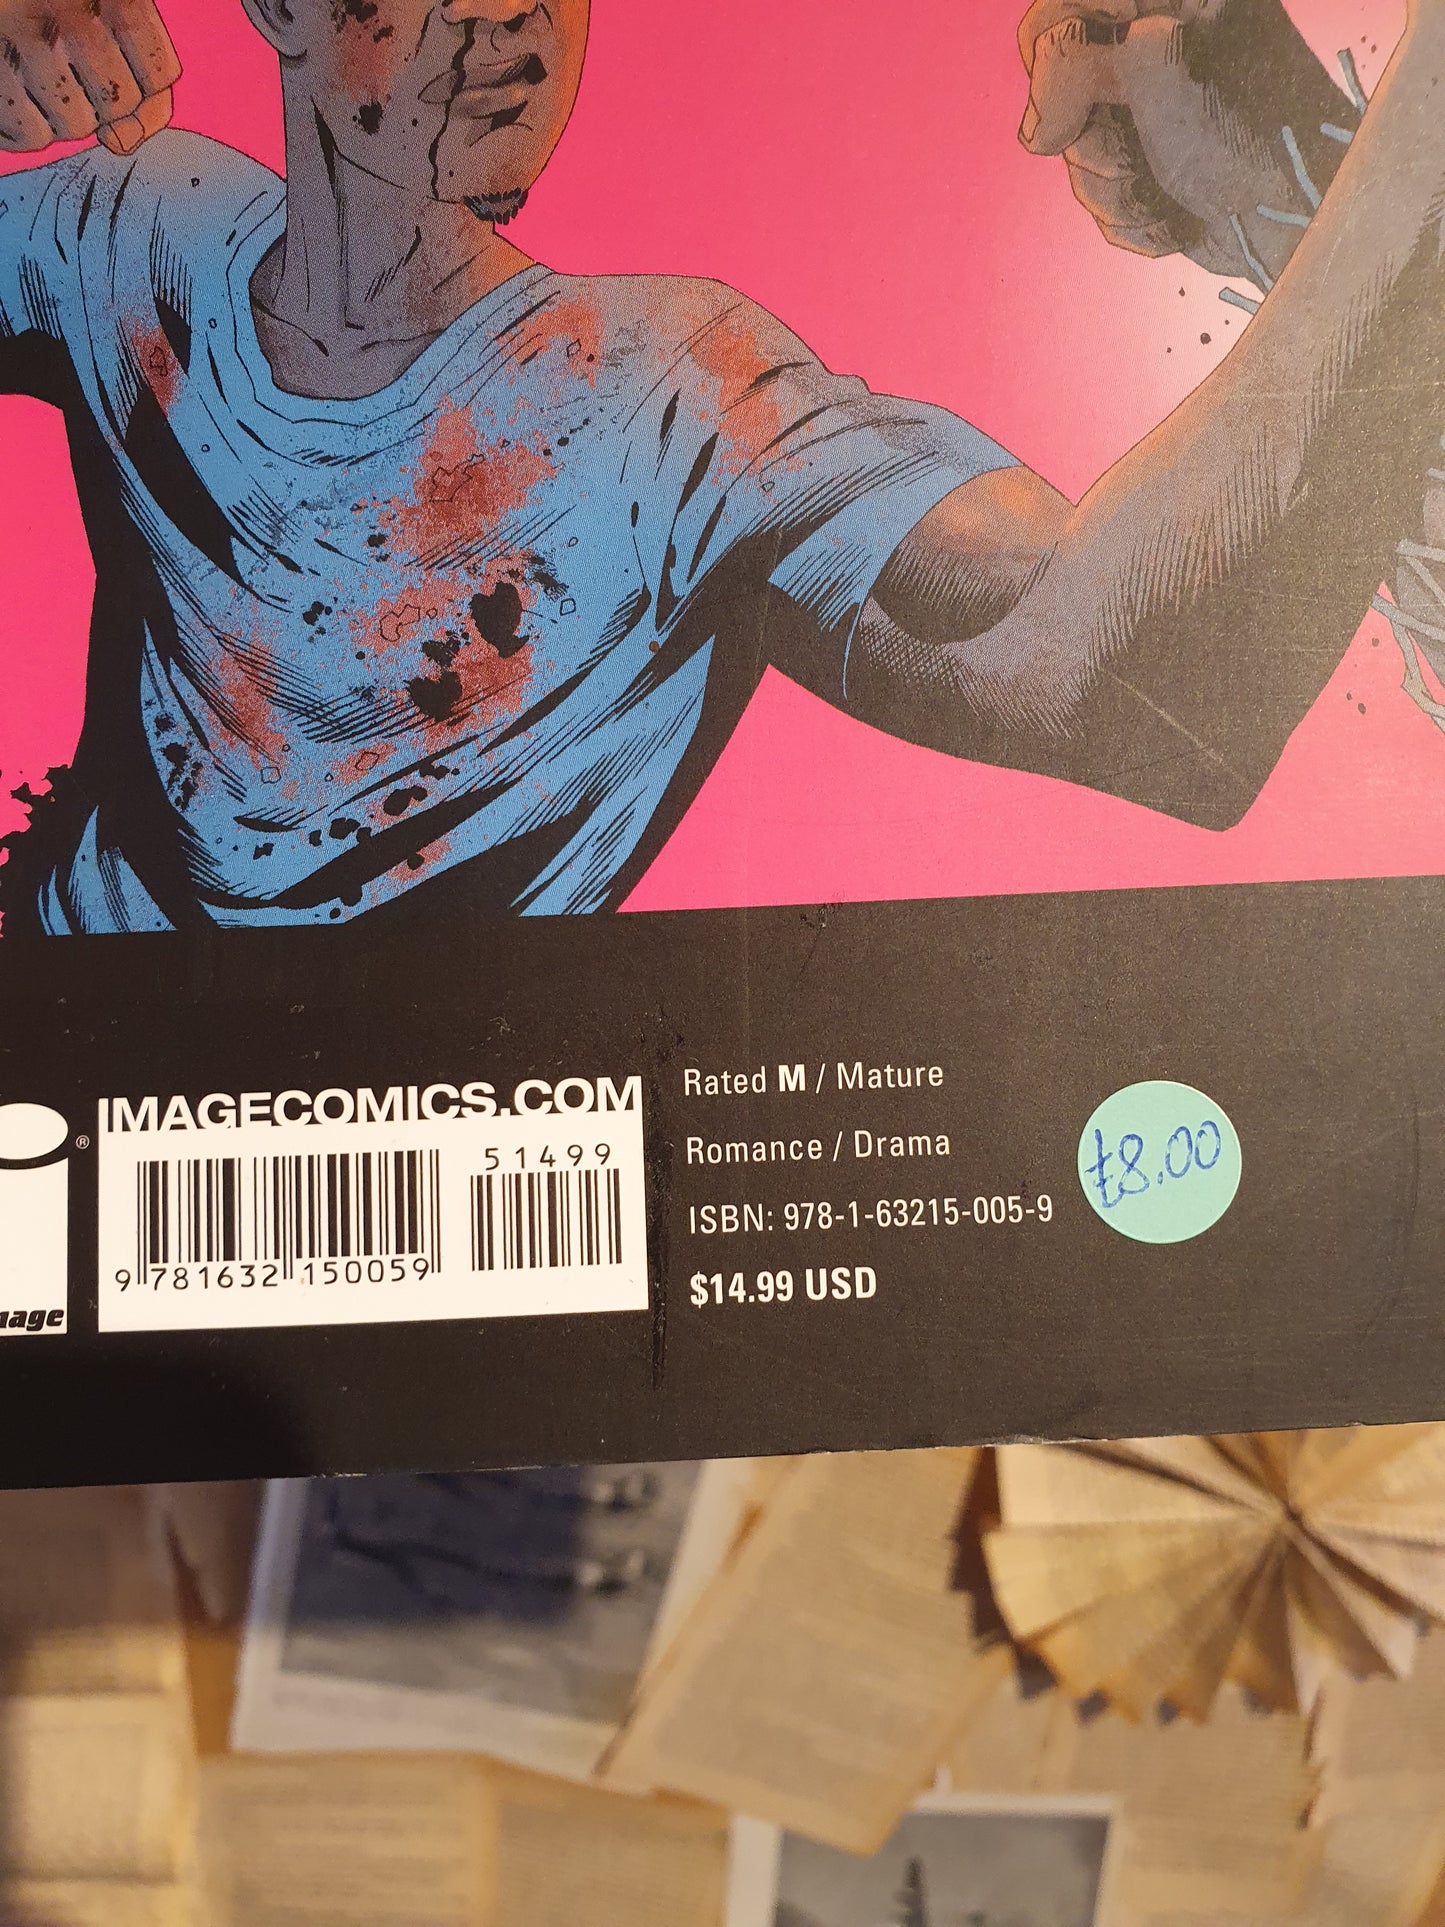 Rated M / Mature
Romance / Drama
ISBN: 978-1-63215-005-9
$14.99 USD
£8.00
IMAGECOMICS.COM
51499
9 781632 150059
®